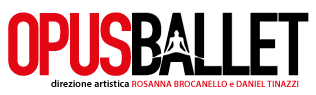 OPUSBALLET
direzione artistica ROSANNA BROCANELLO e DANIEL TINAZZI